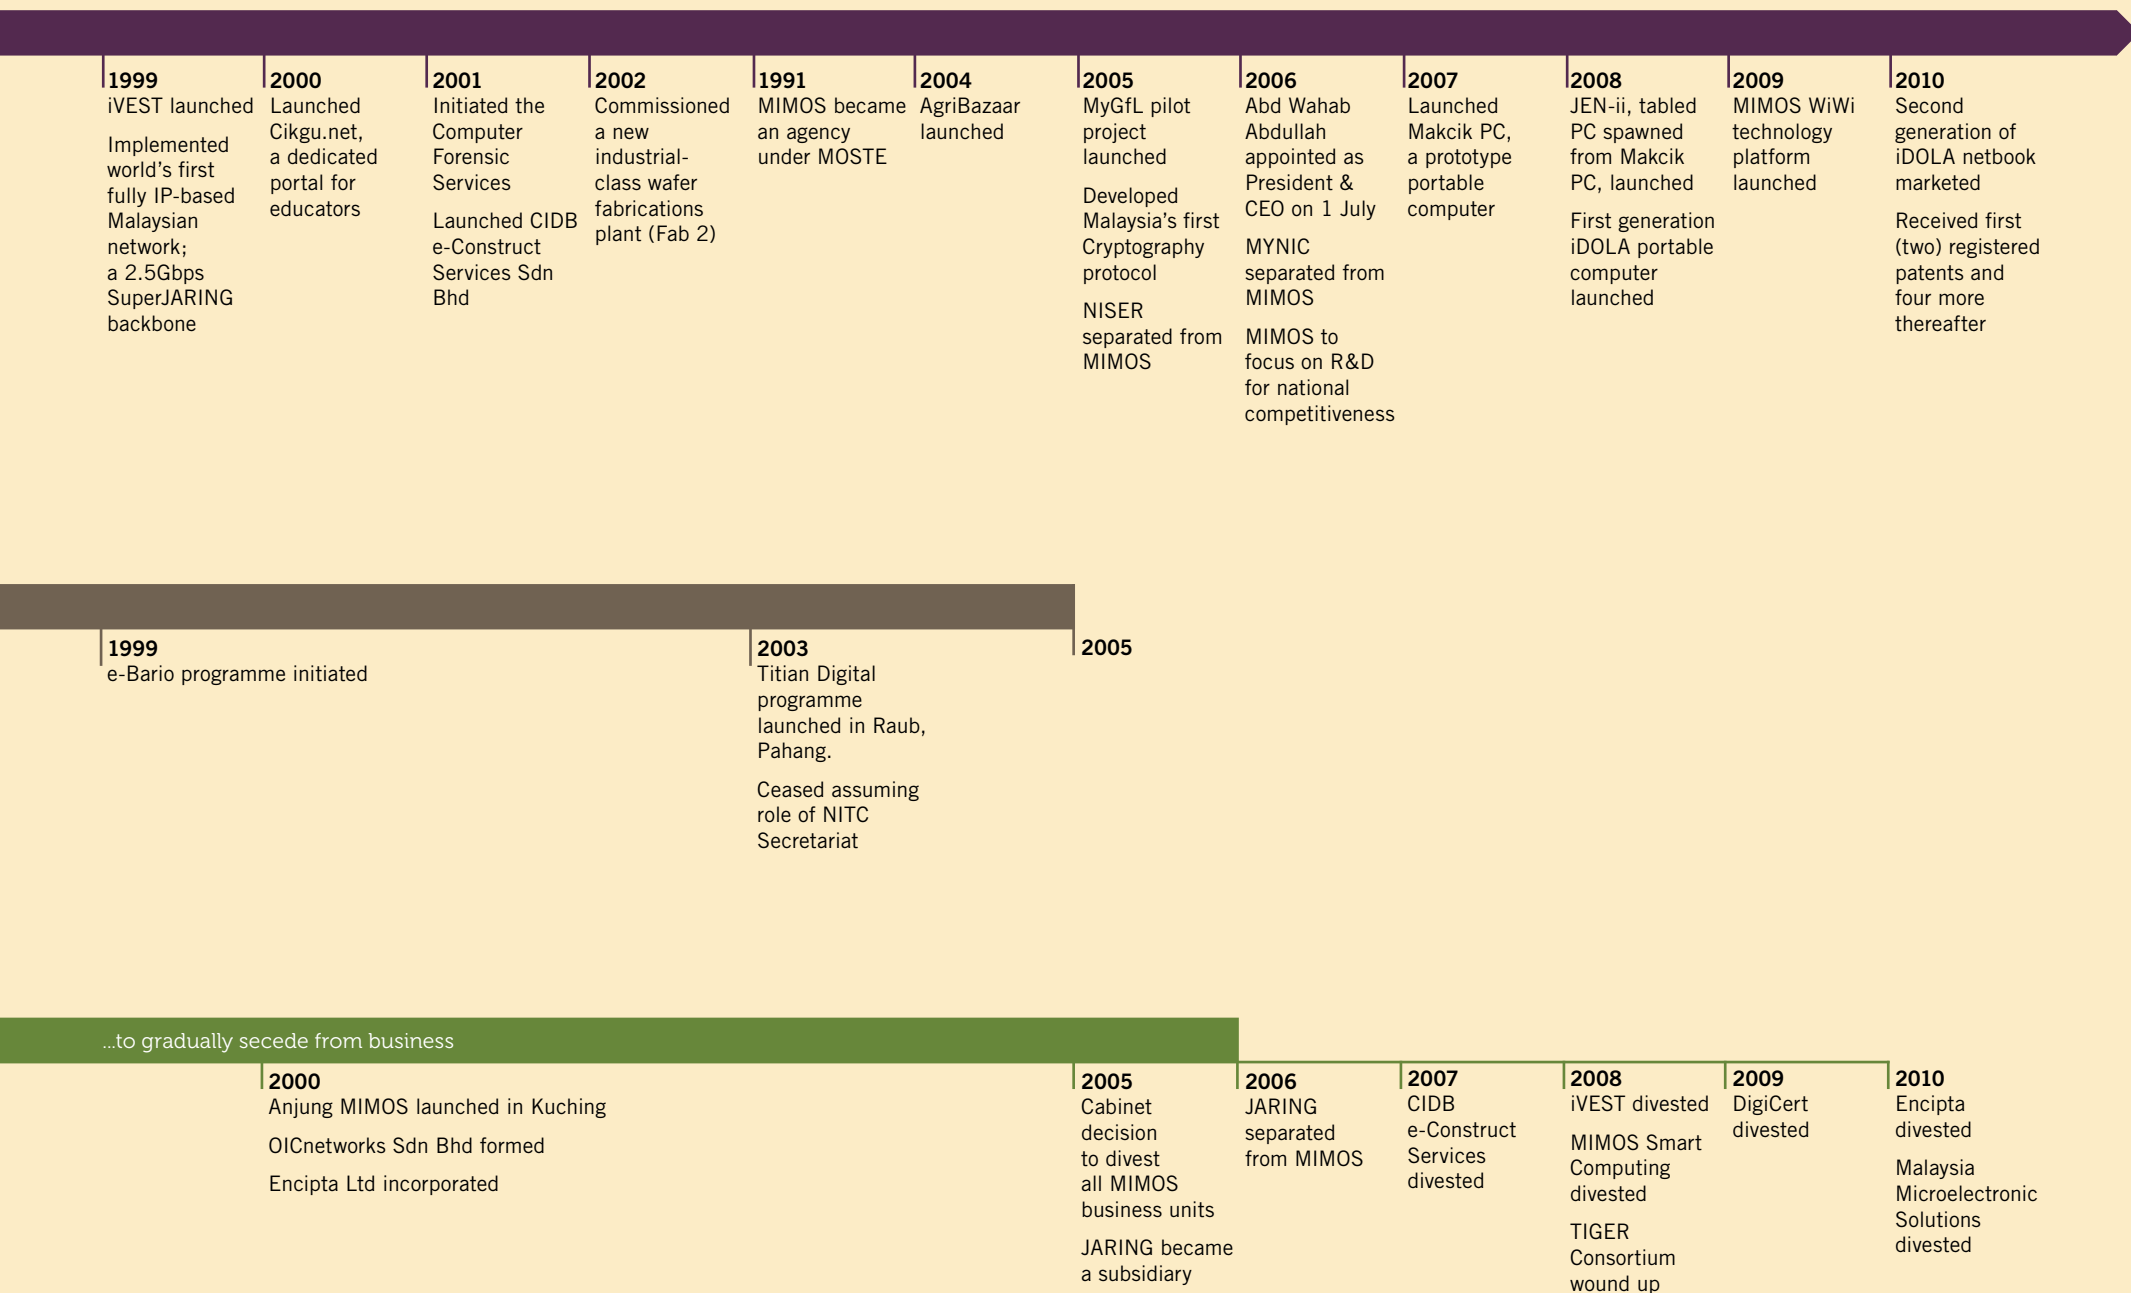 1999
iVEST launched
Implemented
world's first
fully IP-based
Malaysian
network;
a 2.5Gbps
SuperJARING
backbone
2000
Launched
Cikgu.net,
a dedicated
portal for
educators
2001
Initiated the
Computer
Forensic
Services
Launched CIDB
e-Construct
Services Sdn
Bhd
2002
Commissioned
a new
industrial-
class wafer
fabrications
plant (Fab 2)
1991
MIMOS became
an agency
under MOSTE
2004
AgriBazaar
launched
2005
MyGfL pilot
project
launched
Developed
Malaysia's first
Cryptography
protocol
NISER
separated from
MIMOS
2006
Abd Wahab
Abdullah
appointed as
President &
CEO on 1 July
MYNIC
separated from
MIMOS
MIMOS to
focus on R&D
for national
competitiveness
2007
Launched
Makcik PC,
a prototype
portable
computer
2008
JEN-ii, tabled
PC spawned
from Makcik
PC, launched
First generation
iDOLA portable
computer
launched
2009
MIMOS WiWi
technology
platform
launched
2010
Second
generation of
iDOLA netbook
marketed
Received first
(two) registered
patents and
four more
thereafter
1999
e-Bario programme initiated
2003
Titian Digital
programme
launched in Raub,
Pahang.
Ceased assuming
role of NITC
Secretariat
2005
...to gradually secede from business
2000
Anjung MIMOS launched in Kuching
OICnetworks Sdn Bhd formed
Encipta Ltd incorporated
2005
Cabinet
decision
to divest
all MIMOS
business units
JARING became
a subsidiary
2006
JARING
separated
from MIMOS
2007
CIDB
e-Construct
Services
divested
2008
iVEST divested
MIMOS Smart
Computing
divested
TIGER
Consortium
wound up
2009
DigiCert
divested
2010
Encipta
divested
Malaysia
Microelectronic
Solutions
divested